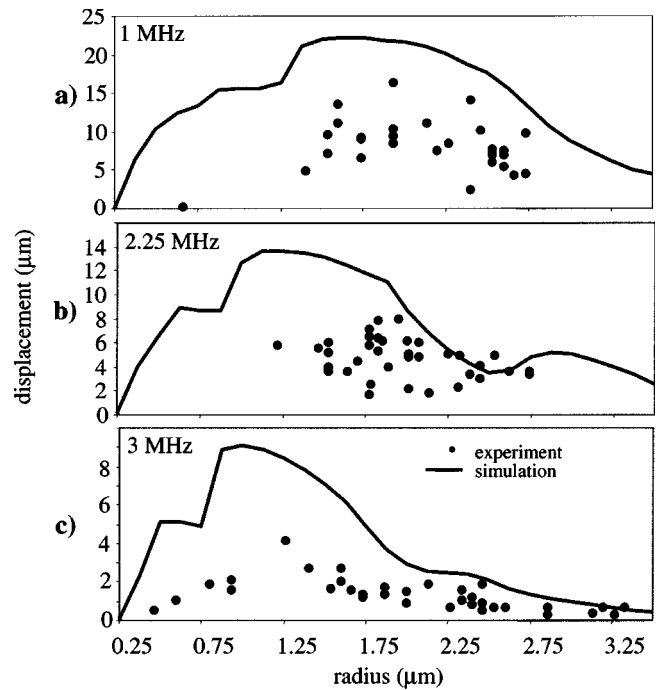 25
1 MHz
20
a)
15
10
5
0
displacement (μm)
14
2.25 MHz
12
10
b)
8
6
4
2
0
3 MHz
8
experiment
simulation
c)
6
4
2
0
0.25 0.75 1.25 1.75 2.25 2.75 3.25
radius (μm)